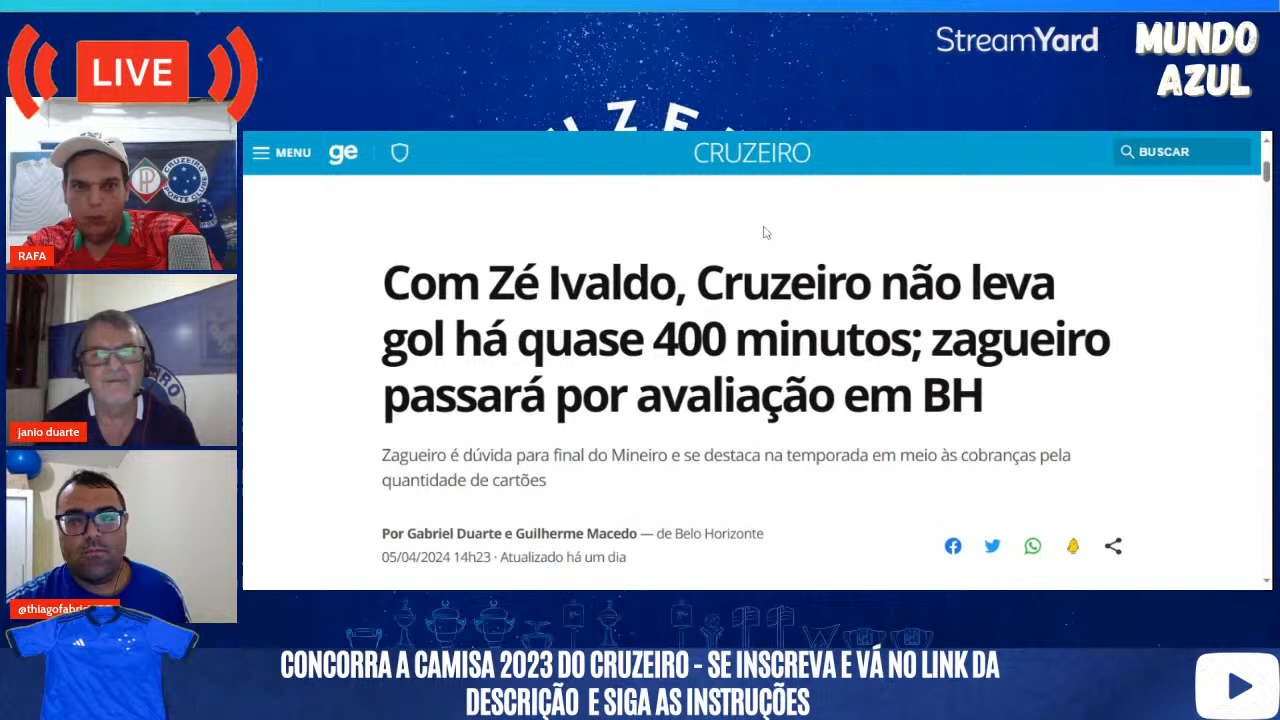 LIVE
StreamYard
MUNDO
AZUL
UZE
MENU
ge
CRUZEIRO
BUSCAR
CRUZEIRO
RAFA
Com Zé Ivaldo, Cruzeiro não leva
gol há quase 400 minutos; zagueiro
passará por avaliação em BH
janio duarte
Zagueiro é dúvida para final do Mineiro e se destaca na temporada em meio às cobranças pela
quantidade de cartões
Por Gabriel Duarte e Guilherme Macedo — de Belo Horizonte
05/04/2024 14h23 · Atualizado há um dia
CONCORRA A CAMISA 2023 DO CRUZEIRO - SE INSCREVA E VÁ NO LINK DA
DESCRIÇÃO E SIGA AS INSTRUÇÕES